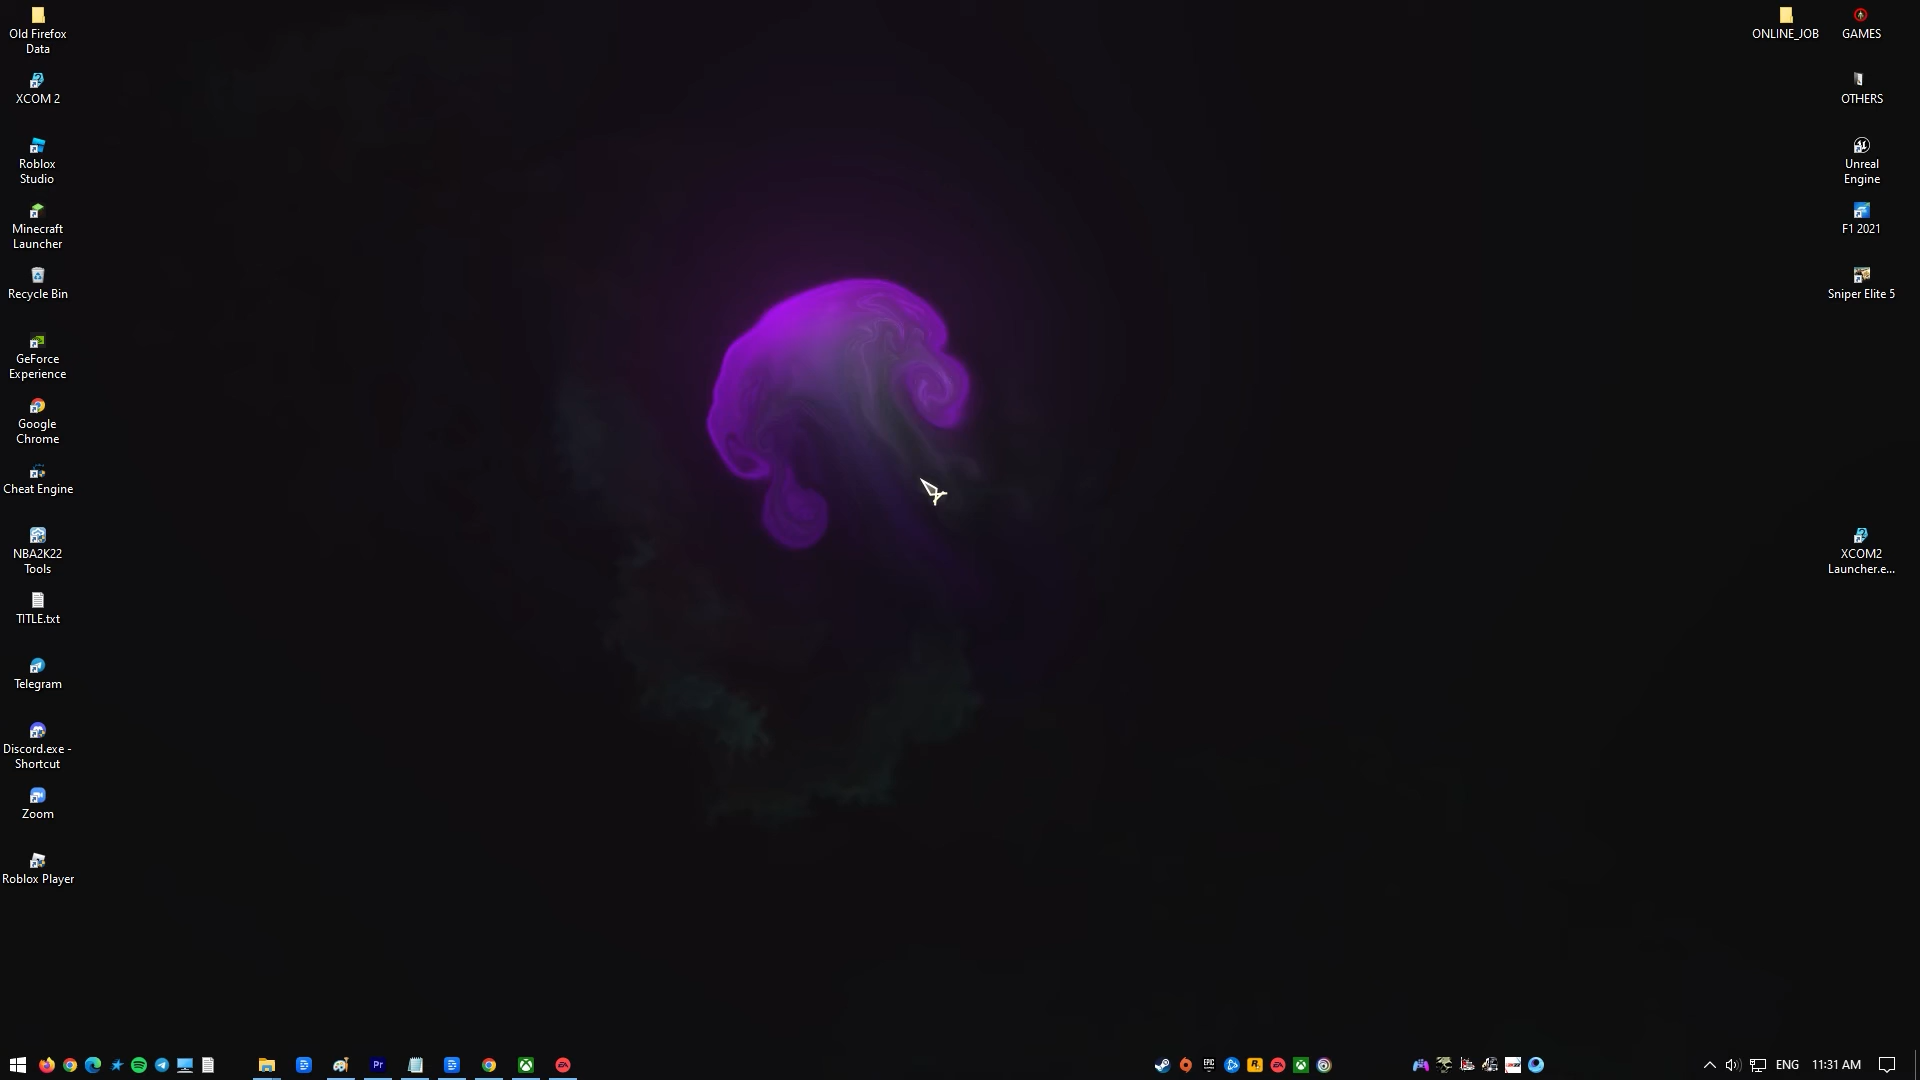 Old Firefox
Data
XCOM 2
Roblox
Studio
Minecraft
Launcher
Recycle Bin
GeForce
Experience
Google
Chrome
Cheat Engine
NBA2K22
Tools
TITLE.txt
Telegram
Discord.exe -
Shortcut
Zoom
Roblox Player
ONLINE_JOB
GAMES
OTHERS
Unreal
Engine
F1 2021
Sniper Elite 5
XCOM2
Launcher.e...
Pr
EPIC
ENG
11:31 AM